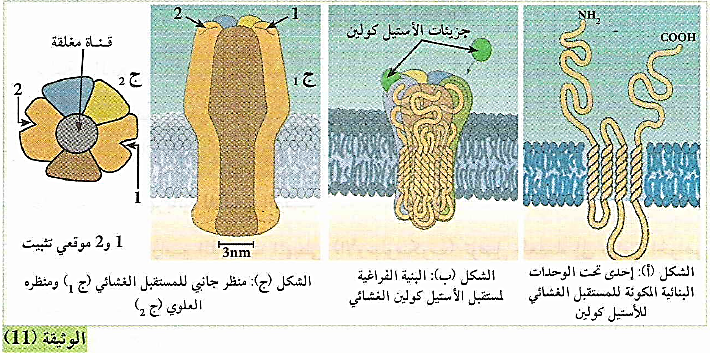 NH₂
COOH
جزيئات الأستيل كولين
2
1
ج ₁
3nm
قناة مغلقة
ج ₂
2
1
1 و 2 موقعي تثبيت
الشكل (أ): إحدى تحت الوحدات
البنائية المكونة للمستقبل الغشائي
للأستيل كولين
الشكل (ب): البنية الفراغية
لمستقبل الأستيل كولين الغشائي
الشكل (ج): منظر جانبي للمستقبل الغشائي (ج ₁) ومنظره
العلوي (ج ₂)
الوثيقة (11)